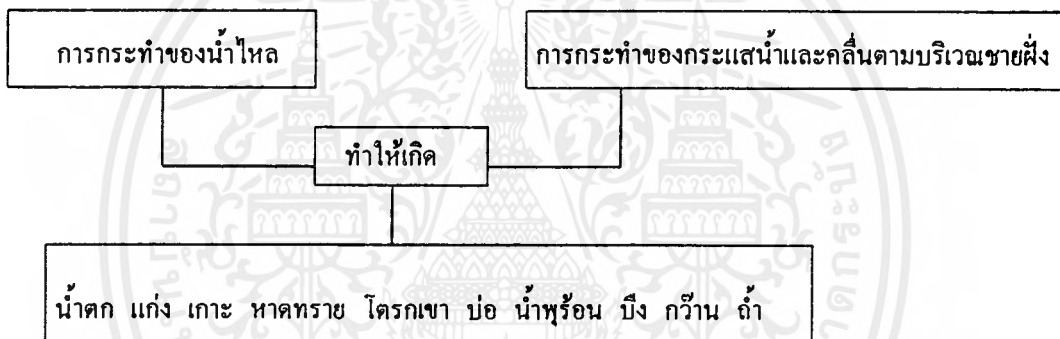 การกระทำของน้ำไหล
การกระทำของกระแสน้ำและคลื่นตามบริเวณชายฝั่ง
ทำให้เกิด
น้ำตก แก่ง เกาะ หาดทราย โตรกเขา บ่อ น้ำพุร้อน บึง กว๊าน ถ้ำ